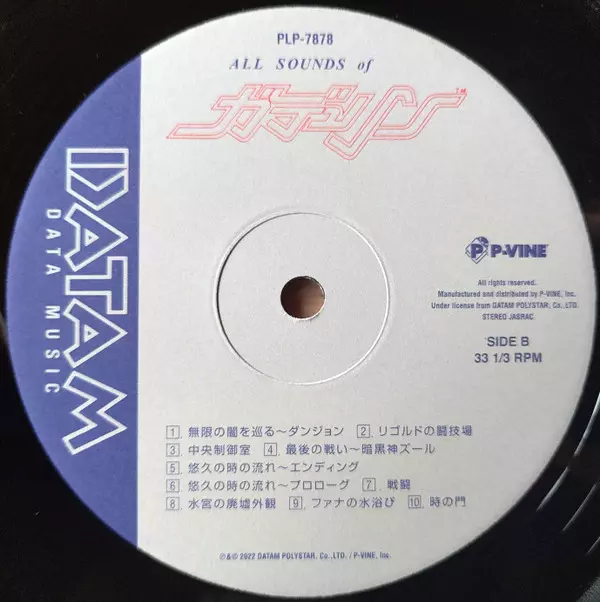 PLP-7878
ALL SOUNDS of
ガデュリン
TM
DATAM
DATA MUSIC
P-VINE
All rights reserved.
Manufactured and distributed by P-VINE, Inc.
Under license from DATAM POLYSTAR, Co.,LTD.
STEREO JASRAC
SIDE B
33 1/3 RPM
1. 無限の闇を巡る〜ダンジョン 2. リゴルドの闘技場
3. 中央制御室 4. 最後の戦い〜暗黒神ズール
5. 悠久の時の流れ〜エンディング
6. 悠久の時の流れ〜プロローグ 7. 戦闘
8. 水宮の廃墟外観 9. ファナの水浴び 10. 時の門
℗&© 2022 DATAM POLYSTAR, Co.,LTD. / P-VINE, Inc.